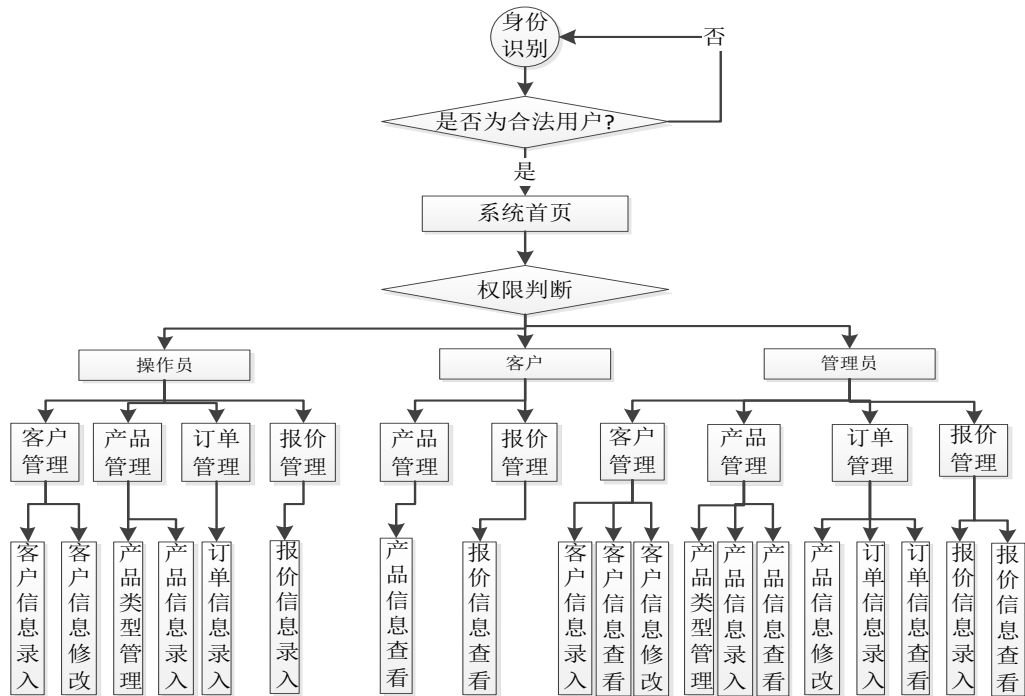 身份
识别
否
是否为合法用户?
是
系统首页
权限判断
操作员
客户
管理员
客户
管理
产品
管理
订单
管理
报价
管理
产品
管理
报价
管理
客户
管理
产品
管理
订单
管理
报价
管理
客户信息录入
客户信息修改
产品类型管理
产品信息录入
订单信息录入
报价信息录入
产品信息查看
报价信息查看
客户信息录入
客户信息查看
客户信息修改
产品类型管理
产品信息录入
产品信息查看
产品信息修改
订单信息录入
订单信息查看
报价信息录入
报价信息查看